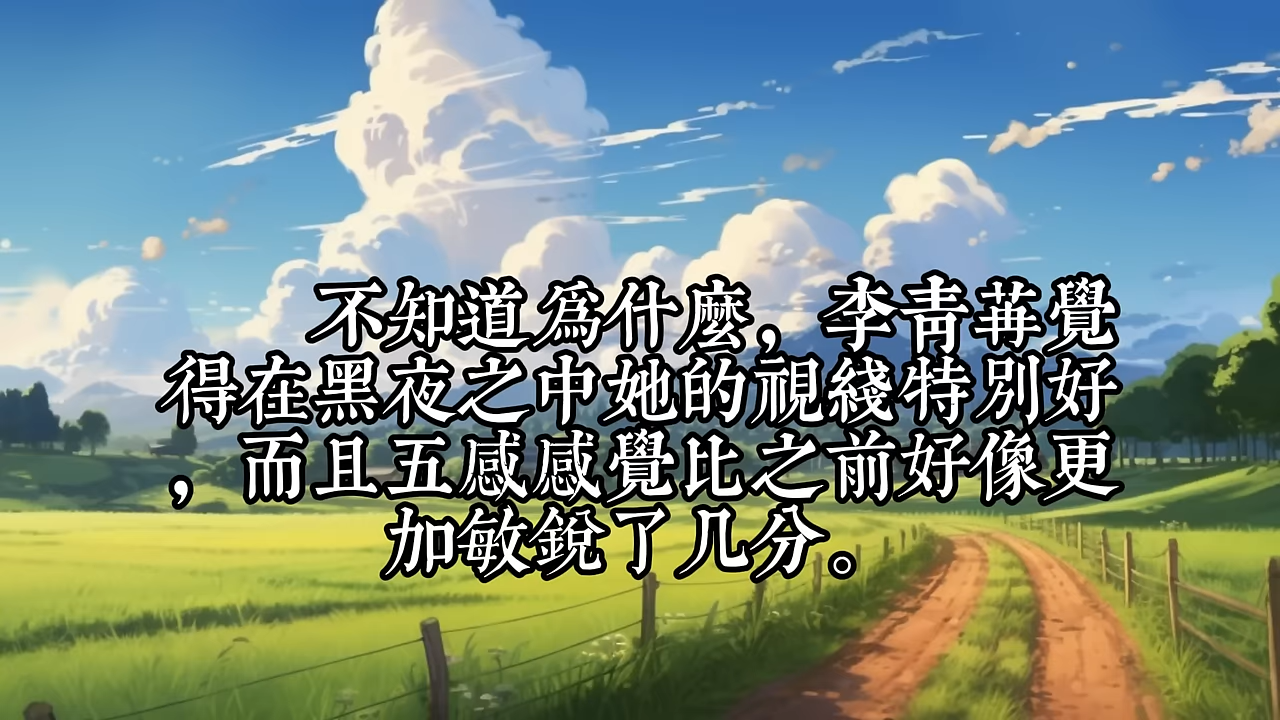 不知道爲什麼，李青苒覺
得在黑夜之中她的視綫特別好
，而且五感感覺比之前好像更
加敏銳了几分。